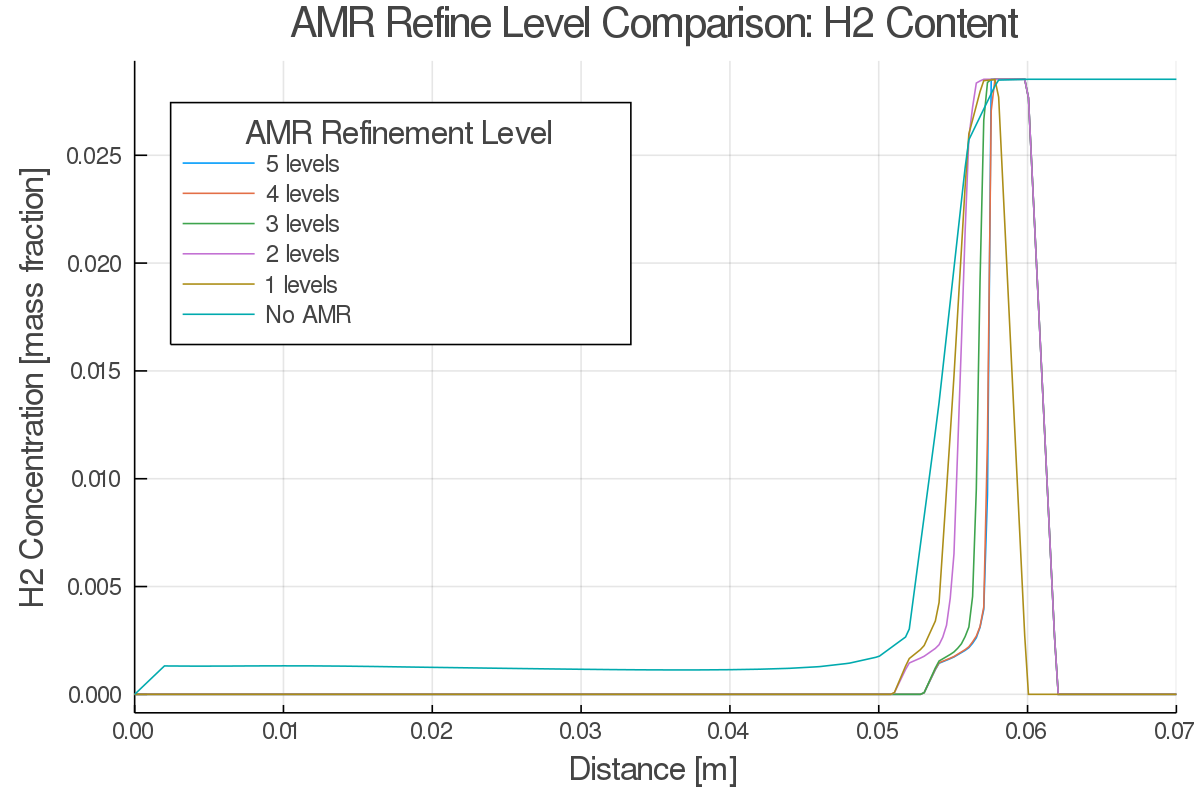 AMR Refine Level Comparison: H2 Content
AMR Refinement Level
5 levels
4 levels
3 levels
2 levels
1 levels
No AMR
H2 Concentration [mass fraction]
0.025
0.020
0.015
0.010
0.005
0.000
0.00 0.01 0.02 0.03 0.04 0.05 0.06 0.07
Distance [m]